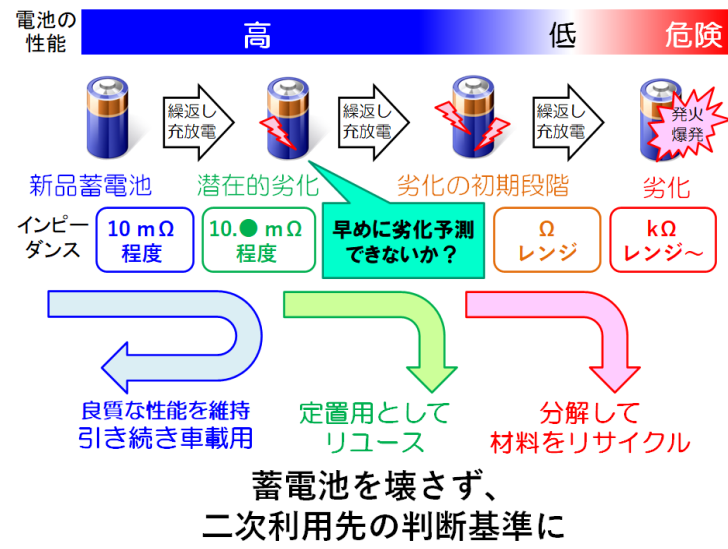 電池の
性能
高
低
危険
繰返し
充放電
繰返し
充放電
繰返し
充放電
発火
爆発
新品蓄電池
潜在的劣化
劣化の初期段階
劣化
インピー
ダンス
10 mΩ
程度
10.● mΩ
程度
早めに劣化予測
できないか？
Ω
レンジ
kΩ
レンジ～
良質な性能を維持
引き続き車載用
定置用として
リユース
分解して
材料をリサイクル
蓄電池を壊さず、
二次利用先の判断基準に